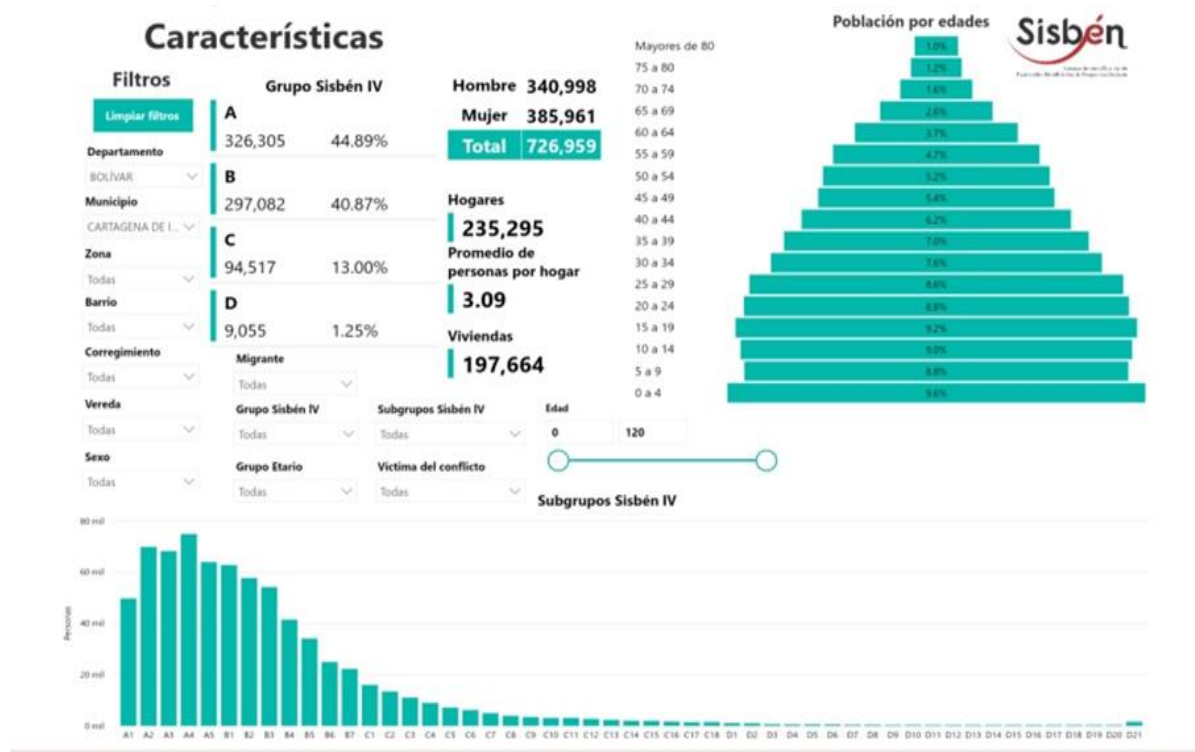 Características
Filtros
Limpiar filtros
Departamento
BOLÍVAR
Municipio
CARTAGENA DE I...
Zona
Todas
Barrio
Todas
Corregimiento
Todas
Vereda
Todas
Sexo
Todas
Grupo Sisbén IV
A
326,305 44.89%
B
297,082 40.87%
C
94,517 13.00%
D
9,055 1.25%
Hombre 340,998
Mujer 385,961
Total 726,959
Hogares
235,295
Promedio de
personas por hogar
3.09
Viviendas
197,664
Migrante
Todas
Grupo Sisbén IV
Todas
Subgrupos Sisbén IV
Todas
Edad
0 120
Grupo Etario
Todas
Victima del conflicto
Todas
Población por edades
Sisbén
Mayores de 80 1.0%
75 a 80 1.2%
70 a 74 1.6%
65 a 69 2.6%
60 a 64 3.7%
55 a 59 4.7%
50 a 54 5.2%
45 a 49 5.4%
40 a 44 6.2%
35 a 39 7.0%
30 a 34 7.6%
25 a 29 8.6%
20 a 24 8.8%
15 a 19 9.2%
10 a 14 9.0%
5 a 9 8.8%
0 a 4 9.6%
Subgrupos Sisbén IV
80 mil
60 mil
40 mil
20 mil
0 mil
Personas
A1 A2 A3 A4 A5 B1 B2 B3 B4 B5 B6 B7 C1 C2 C3 C4 C5 C6 C7 C8 C9 C10 C11 C12 C13 C14 C15 C16 C17 C18 D1 D2 D3 D4 D5 D6 D7 D8 D9 D10 D11 D12 D13 D14 D15 D16 D17 D18 D19 D20 D21